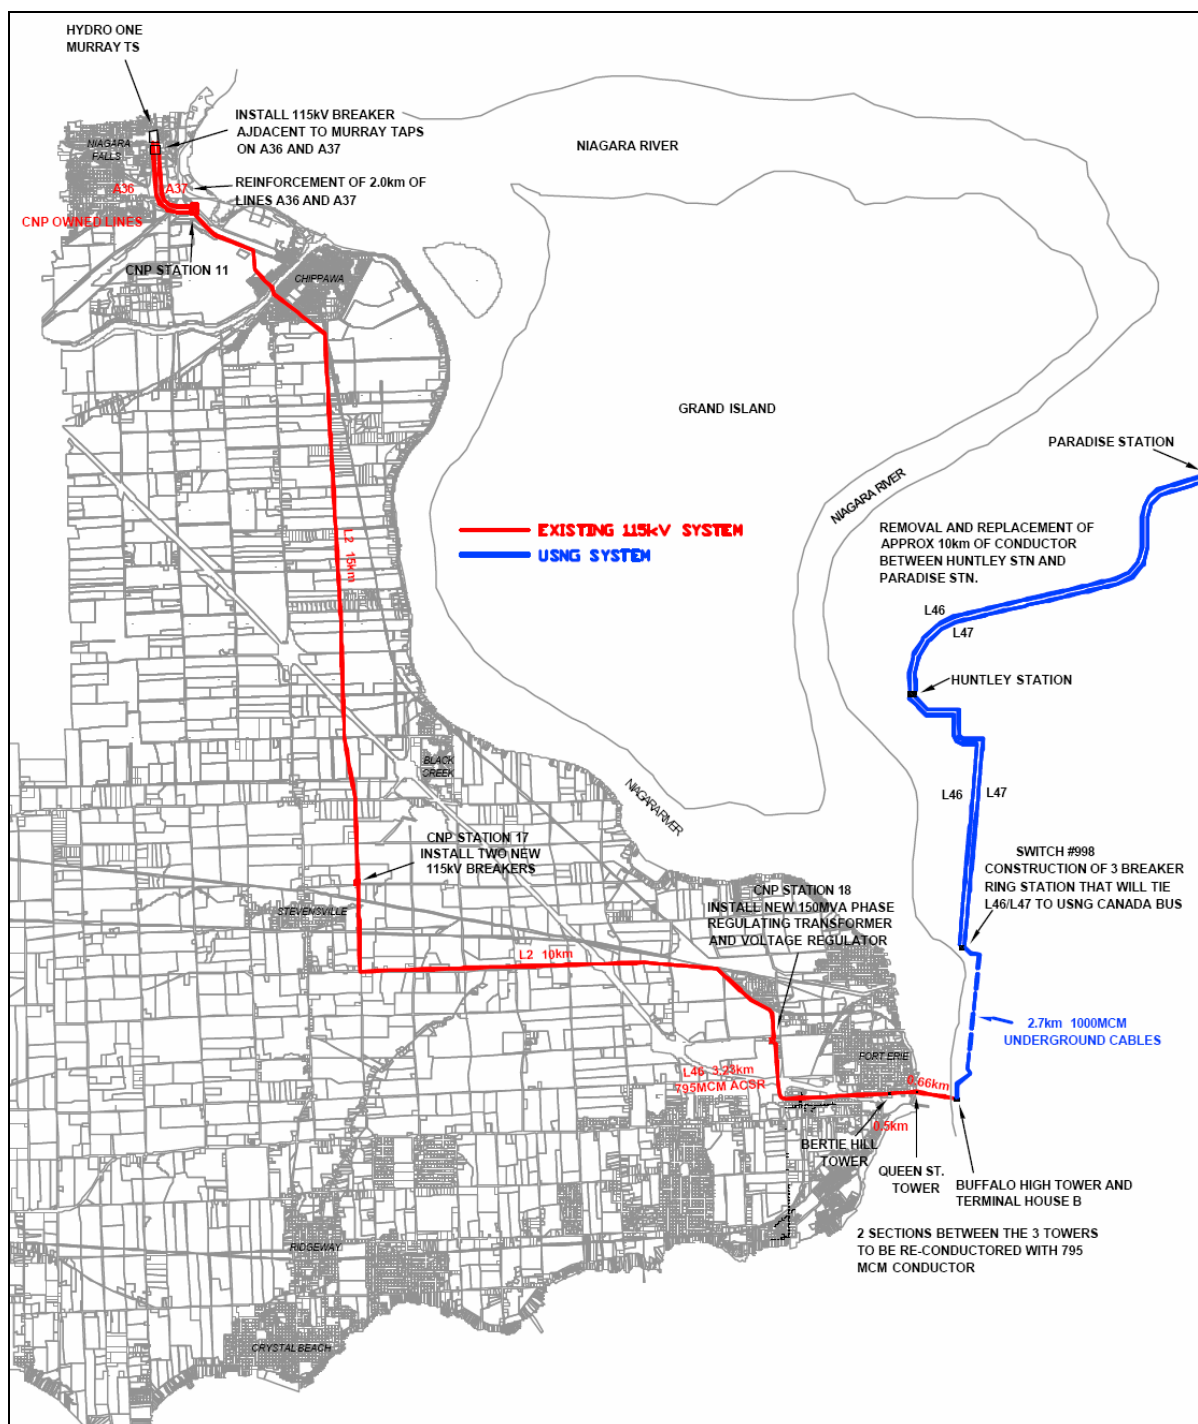 HYDRO ONE
MURRAY TS
INSTALL 115kV BREAKER
AJDACENT TO MURRAY TAPS
ON A36 AND A37
NIAGARA
FALLS
NIAGARA RIVER
A36
A37
REINFORCEMENT OF 2.0km OF
LINES A36 AND A37
CNP OWNED LINES
CNP STATION 11
CHIPPAWA
GRAND ISLAND
PARADISE STATION
NIAGARA RIVER
REMOVAL AND REPLACEMENT OF
APPROX 10km OF CONDUCTOR
BETWEEN HUNTLEY STN AND
PARADISE STN.
EXISTING 115kV SYSTEM
USNG SYSTEM
L2 15km
L46
L47
HUNTLEY STATION
BLACK
CREEK
NIAGARA RIVER
L46
L47
CNP STATION 17
INSTALL TWO NEW
115kV BREAKERS
SWITCH #998
CONSTRUCTION OF 3 BREAKER
RING STATION THAT WILL TIE
L46/L47 TO USNG CANADA BUS
CNP STATION 18
INSTALL NEW 150MVA PHASE
REGULATING TRANSFORMER
AND VOLTAGE REGULATOR
STEVENSVILLE
L2 10km
2.7km 1000MCM
UNDERGROUND CABLES
FORT ERIE
L46 3.23km
795MCM ACSR
0.66km
0.5km
BERTIE HILL
TOWER
QUEEN ST.
TOWER
BUFFALO HIGH TOWER AND
TERMINAL HOUSE B
2 SECTIONS BETWEEN THE 3 TOWERS
TO BE RE-CONDUCTORED WITH 795
MCM CONDUCTOR
RIDGEWAY
CRYSTAL BEACH